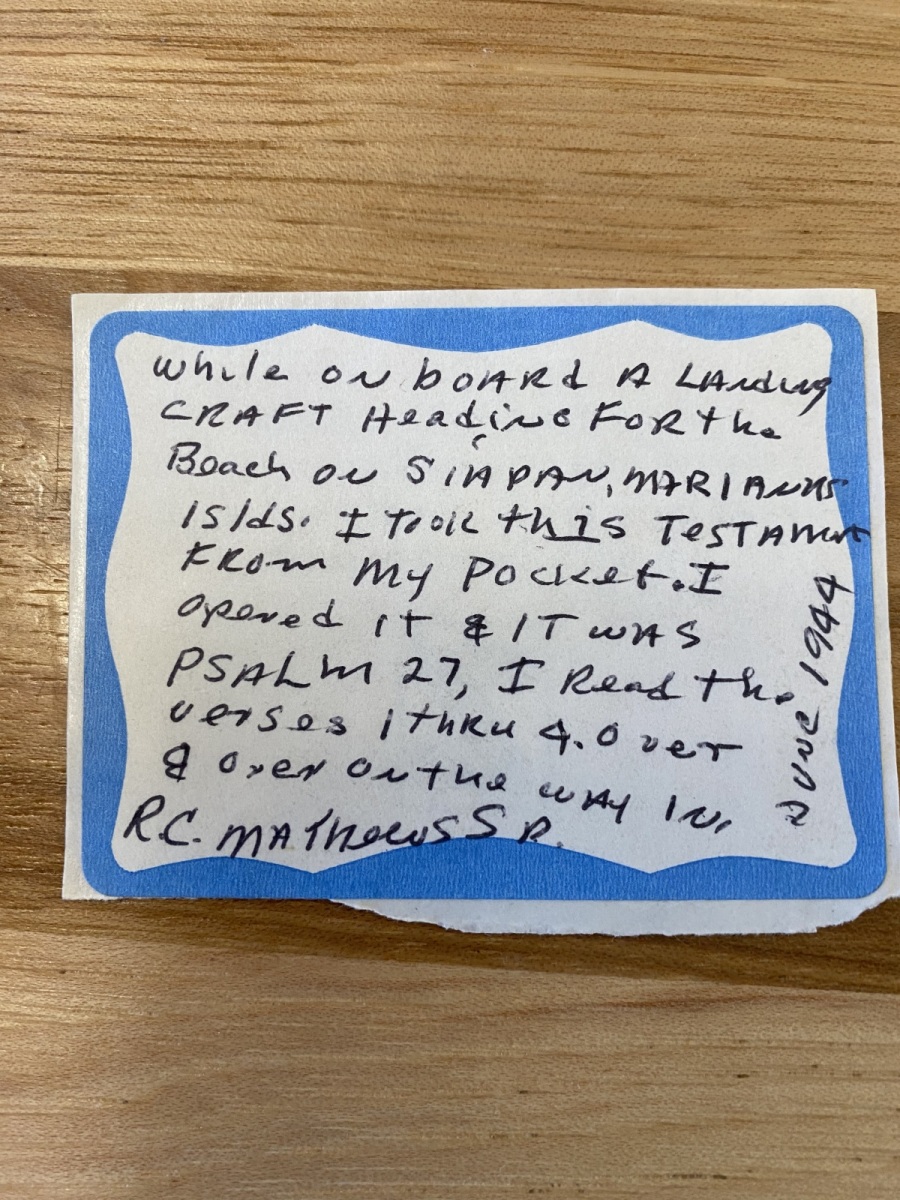 while on board A LAnding
CRAFT Heading FOR the
Beach on SIAPAN, MARIANAS
Islds. I took this TESTAMENT
FROM My Pocket. I
opened IT & IT WAS
PSALM 27, I Read the
verses 1 thru 4. Over
& over on the WAY IN.
R.C. MATHEWS SR.
JUNE 1944